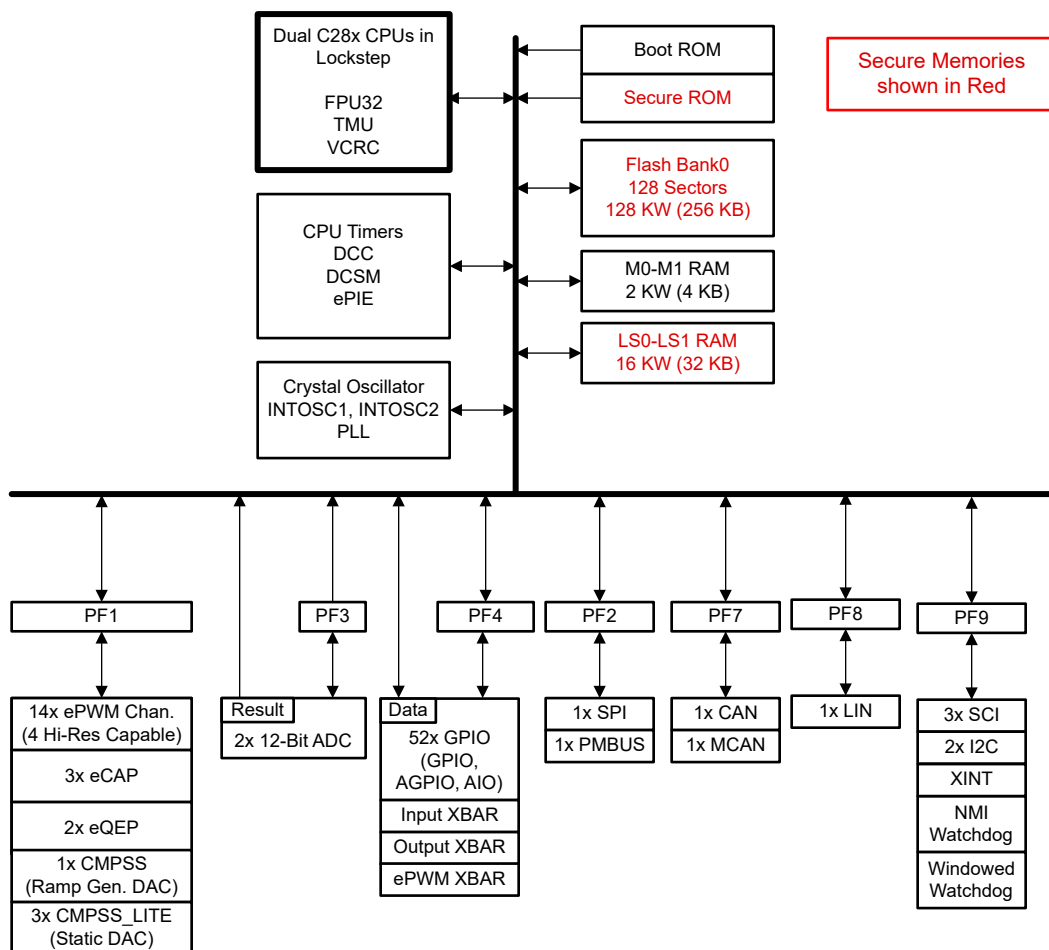 Dual C28x CPUs in
Lockstep
FPU32
TMU
VCRC
Boot ROM
Secure ROM
Secure Memories
shown in Red
Flash Bank0
128 Sectors
128 KW (256 KB)
CPU Timers
DCC
DCSM
ePIE
M0-M1 RAM
2 KW (4 KB)
LS0-LS1 RAM
16 KW (32 KB)
Crystal Oscillator
INTOSC1, INTOSC2
PLL
PF1
PF3
PF4
PF2
PF7
PF8
PF9
14x ePWM Chan.
(4 Hi-Res Capable)
3x eCAP
2x eQEP
1x CMPSS
(Ramp Gen. DAC)
3x CMPSS_LITE
(Static DAC)
Result
2x 12-Bit ADC
Data
52x GPIO
(GPIO,
AGPIO, AIO)
Input XBAR
Output XBAR
ePWM XBAR
1x SPI
1x PMBUS
1x CAN
1x MCAN
1x LIN
3x SCI
2x I2C
XINT
NMI
Watchdog
Windowed
Watchdog